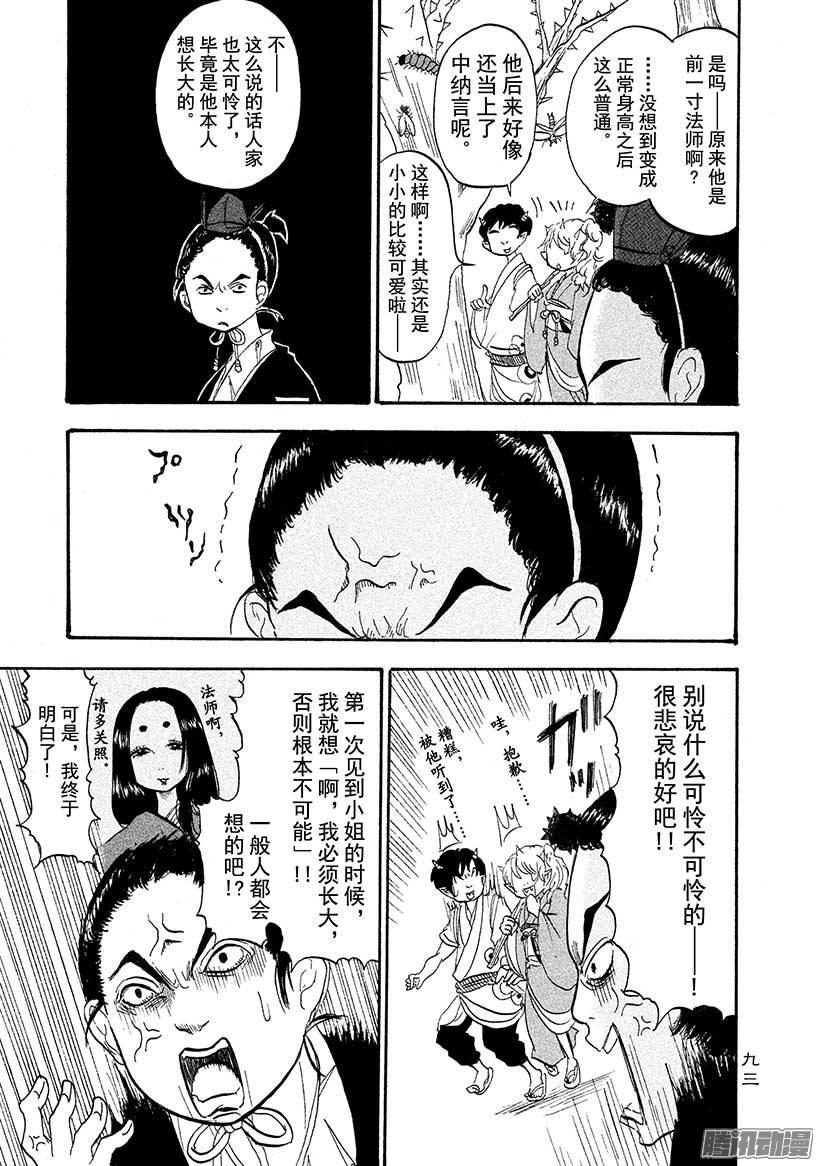 是吗——原来他是
前一寸法师啊？
……没想到变成
正常身高之后
这么普通。
他后来好像
还当上了
中纳言呢。
这样啊……其实还是
小小的比较可爱啦——
不——
这么说的话人家
也太可怜了，
毕竟是他本人
想长大的。
别说什么可怜不可怜的——！
很悲哀的好吧！！
哇，抱歉……
糟糕，
被他听到了……
第一次见到小姐的时候，
我就想「啊，我必须长大，
否则根本不可能」！！
一般人都会
想的吧！？
法师啊，
请多关照。
可是，我终于
明白了！
九三
腾讯动漫